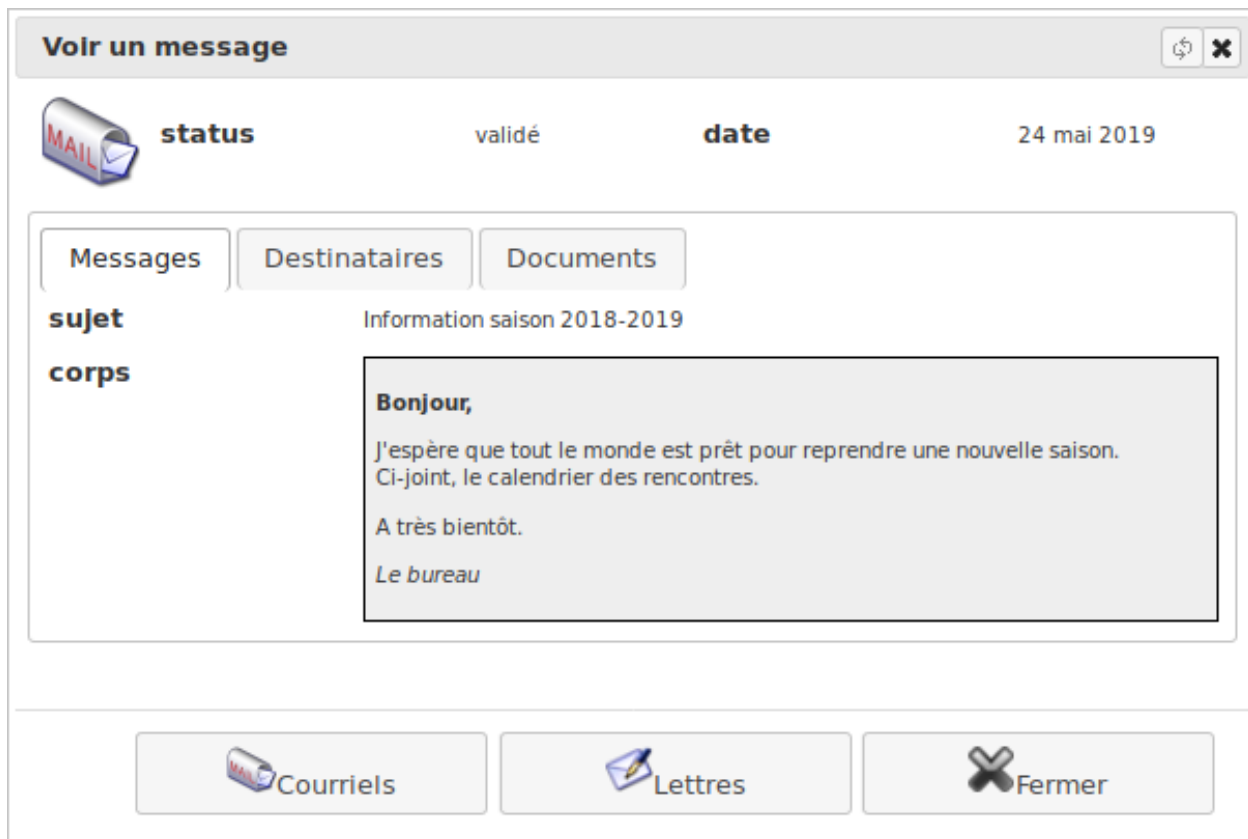 Voir un message
MAIL
status validé date 24 mai 2019
Messages Destinataires Documents
sujet Information saison 2018-2019
corps
Bonjour,
J'espère que tout le monde est prêt pour reprendre une nouvelle saison.
Ci-joint, le calendrier des rencontres.
A très bientôt.
Le bureau
MAIL Courriels Lettres Fermer